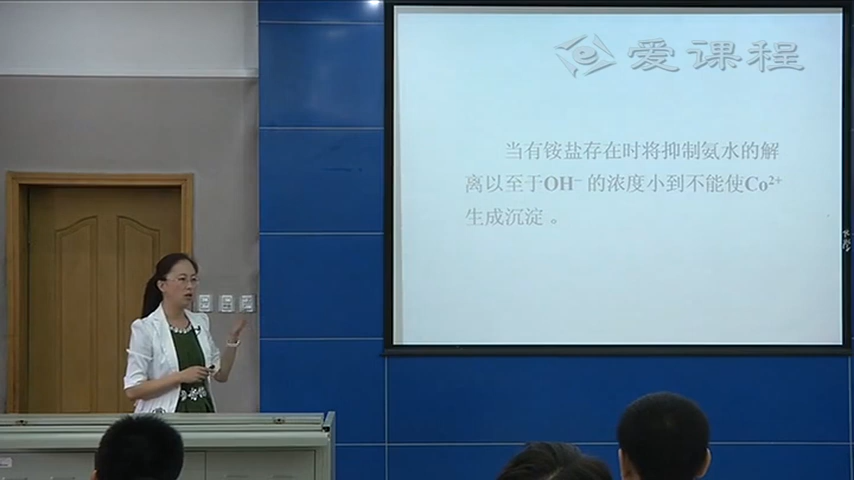 爱课程
当有铵盐存在时将抑制氨水的解
离以至于OH⁻ 的浓度小到不能使Co²⁺
生成沉淀 。